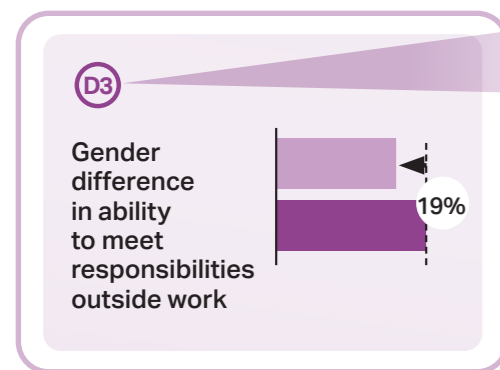 D3
Gender
difference
in ability
to meet
responsibilities
outside work
19%